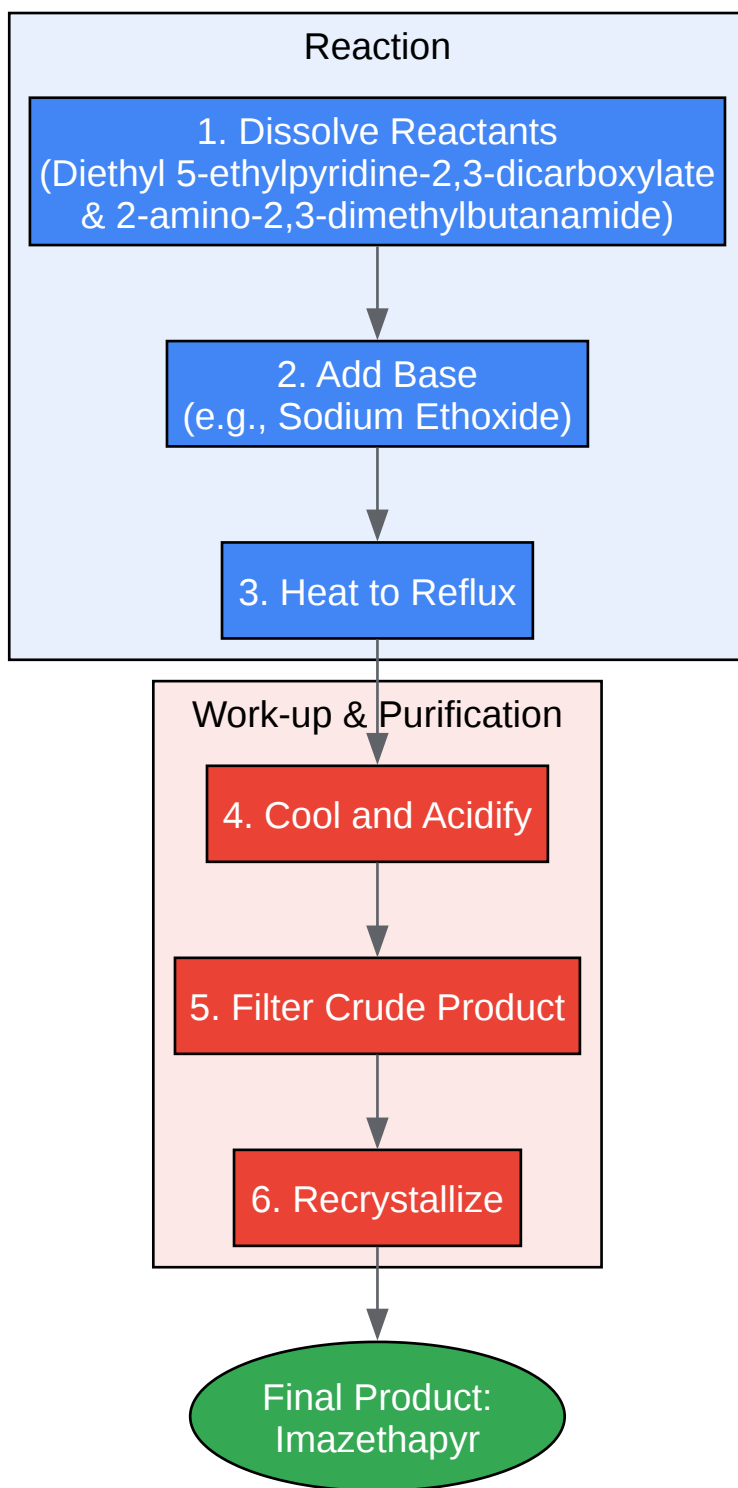 Reaction
1. Dissolve Reactants
(Diethyl 5-ethylpyridine-2,3-dicarboxylate
& 2-amino-2,3-dimethylbutanamide)
2. Add Base
(e.g., Sodium Ethoxide)
3. Heat to Reflux
Work-up & Purification
4. Cool and Acidify
5. Filter Crude Product
6. Recrystallize
Final Product:
Imazethapyr